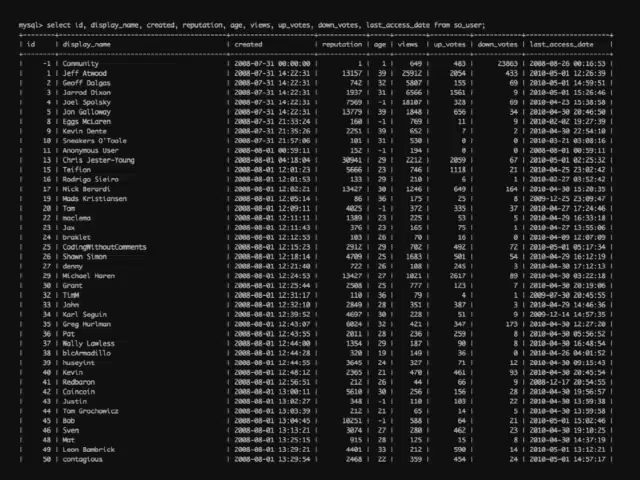 mysql> select id, display_name, created, reputation, age, views, up_votes, down_votes, last_access_date from so_user;
| id | display_name | created | reputation | age | views | up_votes | down_votes | last_access_date |
| -1 | Community | 2008-07-31 00:00:00 | 1 | 1 | 649 | 483 | 23863 | 2008-08-26 00:16:53 |
| 1 | Jeff Atwood | 2008-07-31 14:22:31 | 13157 | 39 | 25912 | 2054 | 433 | 2010-05-01 12:26:39 |
| 2 | Geoff Dalgas | 2008-07-31 14:22:31 | 742 | 32 | 5807 | 155 | 69 | 2010-05-01 14:59:51 |
| 3 | Jarrod Dixon | 2008-07-31 14:22:31 | 1937 | 31 | 6566 | 1561 | 9 | 2010-05-01 15:26:46 |
| 4 | Joel Spolsky | 2008-07-31 14:22:31 | 7569 | -1 | 18107 | 328 | 69 | 2010-04-23 15:38:58 |
| 5 | Jon Galloway | 2008-07-31 14:22:31 | 13779 | 39 | 1848 | 656 | 34 | 2010-04-30 20:46:50 |
| 8 | Eggs McLaren | 2008-07-31 21:33:24 | 160 | -1 | 769 | 11 | 9 | 2010-02-02 19:27:39 |
| 9 | Kevin Dente | 2008-07-31 21:35:26 | 2251 | 39 | 652 | 7 | 2 | 2010-04-30 22:54:10 |
| 10 | Sneakers O'Toole | 2008-07-31 21:57:06 | 101 | 31 | 530 | 0 | 0 | 2010-03-21 03:08:16 |
| 11 | Anonymous User | 2008-08-01 00:59:11 | 152 | -1 | 194 | 0 | 0 | 2008-08-01 00:59:11 |
| 13 | Chris Jester-Young | 2008-08-01 04:18:04 | 30941 | 29 | 2212 | 2059 | 67 | 2010-05-01 02:25:32 |
| 15 | Teifion | 2008-08-01 12:01:23 | 5666 | 23 | 746 | 1118 | 21 | 2010-04-25 23:02:42 |
| 16 | Rodrigo Sieiro | 2008-08-01 12:01:53 | 133 | 29 | 210 | 6 | 1 | 2010-02-27 03:52:42 |
| 17 | Nick Berardi | 2008-08-01 12:02:21 | 13427 | 30 | 1246 | 649 | 164 | 2010-04-30 15:20:35 |
| 19 | Mads Kristiansen | 2008-08-01 12:05:14 | 86 | 36 | 175 | 25 | 8 | 2009-12-25 23:09:47 |
| 20 | Tom | 2008-08-01 12:09:11 | 4025 | -1 | 372 | 335 | 37 | 2010-04-27 17:24:46 |
| 22 | maclema | 2008-08-01 12:11:11 | 1389 | 23 | 225 | 53 | 5 | 2010-04-29 16:33:18 |
| 23 | Jax | 2008-08-01 12:11:43 | 376 | 23 | 165 | 75 | 1 | 2010-04-27 13:55:06 |
| 24 | braklet | 2008-08-01 12:12:53 | 103 | 26 | 70 | 16 | 0 | 2010-04-09 12:07:09 |
| 25 | CodingWithoutComments | 2008-08-01 12:15:23 | 2912 | 29 | 702 | 492 | 72 | 2010-05-01 05:17:34 |
| 26 | Shawn Simon | 2008-08-01 12:18:14 | 4709 | 25 | 1683 | 501 | 54 | 2010-04-29 16:12:19 |
| 27 | denny | 2008-08-01 12:21:40 | 722 | 26 | 108 | 245 | 3 | 2010-04-30 17:12:13 |
| 29 | Michael Haren | 2008-08-01 12:24:53 | 13427 | 27 | 1021 | 2617 | 89 | 2010-04-30 19:22:18 |
| 30 | Grant | 2008-08-01 12:25:44 | 2508 | 25 | 777 | 123 | 7 | 2010-04-30 20:19:06 |
| 32 | TimM | 2008-08-01 12:31:17 | 110 | 36 | 79 | 4 | 1 | 2009-07-30 20:45:55 |
| 33 | John | 2008-08-01 12:32:10 | 2849 | 28 | 351 | 387 | 3 | 2010-04-29 14:46:36 |
| 34 | Karl Seguin | 2008-08-01 12:39:52 | 4697 | 30 | 228 | 51 | 9 | 2009-12-14 14:57:35 |
| 35 | Greg Hurlman | 2008-08-01 12:43:07 | 6024 | 32 | 421 | 347 | 173 | 2010-04-30 12:27:20 |
| 36 | Pat | 2008-08-01 12:43:55 | 2011 | 28 | 236 | 259 | 8 | 2010-04-30 05:56:52 |
| 37 | Wally Lawless | 2008-08-01 12:44:00 | 1354 | 29 | 187 | 90 | 8 | 2010-04-30 16:48:54 |
| 38 | blcArmadillo | 2008-08-01 12:44:28 | 320 | 19 | 149 | 36 | 0 | 2010-04-26 04:01:52 |
| 39 | huseyint | 2008-08-01 12:44:55 | 3645 | 24 | 327 | 71 | 12 | 2010-04-30 09:15:43 |
| 40 | Kevin | 2008-08-01 12:48:12 | 2365 | 21 | 470 | 461 | 93 | 2010-04-30 20:45:54 |
| 41 | Redbaron | 2008-08-01 12:56:51 | 212 | 26 | 44 | 66 | 9 | 2008-12-17 20:54:55 |
| 42 | Coincoin | 2008-08-01 13:00:11 | 5610 | 30 | 256 | 156 | 28 | 2010-04-30 19:56:57 |
| 43 | Justin | 2008-08-01 13:02:27 | 348 | -1 | 110 | 103 | 22 | 2010-04-30 13:59:38 |
| 44 | Tom Grochowicz | 2008-08-01 13:03:39 | 212 | 21 | 65 | 14 | 5 | 2010-04-30 13:59:58 |
| 45 | Bob | 2008-08-01 13:04:45 | 10251 | -1 | 588 | 64 | 21 | 2010-05-01 15:02:46 |
| 46 | Sven | 2008-08-01 13:13:21 | 3074 | 27 | 280 | 462 | 23 | 2010-04-30 19:10:25 |
| 48 | Mat | 2008-08-01 13:25:15 | 915 | 28 | 125 | 15 | 8 | 2010-04-30 14:37:19 |
| 49 | Leon Bambrick | 2008-08-01 13:29:21 | 4401 | 33 | 212 | 590 | 14 | 2010-05-01 13:12:21 |
| 50 | contagious | 2008-08-01 13:29:54 | 2468 | 22 | 359 | 454 | 24 | 2010-05-01 14:57:17 |